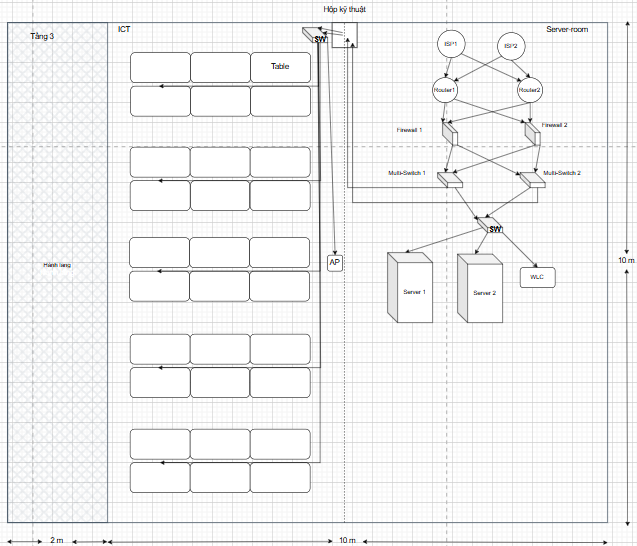 Hộp kỹ thuật
Tầng 3
ICT
SW
Server-room
ISP1
ISP2
Table
Router1
Router2
Firewall 1
Firewall 2
Multi-Switch 1
Multi-Switch 2
SW
Hành lang
AP
10 m
WLC
Server 1
Server 2
2 m
10 m